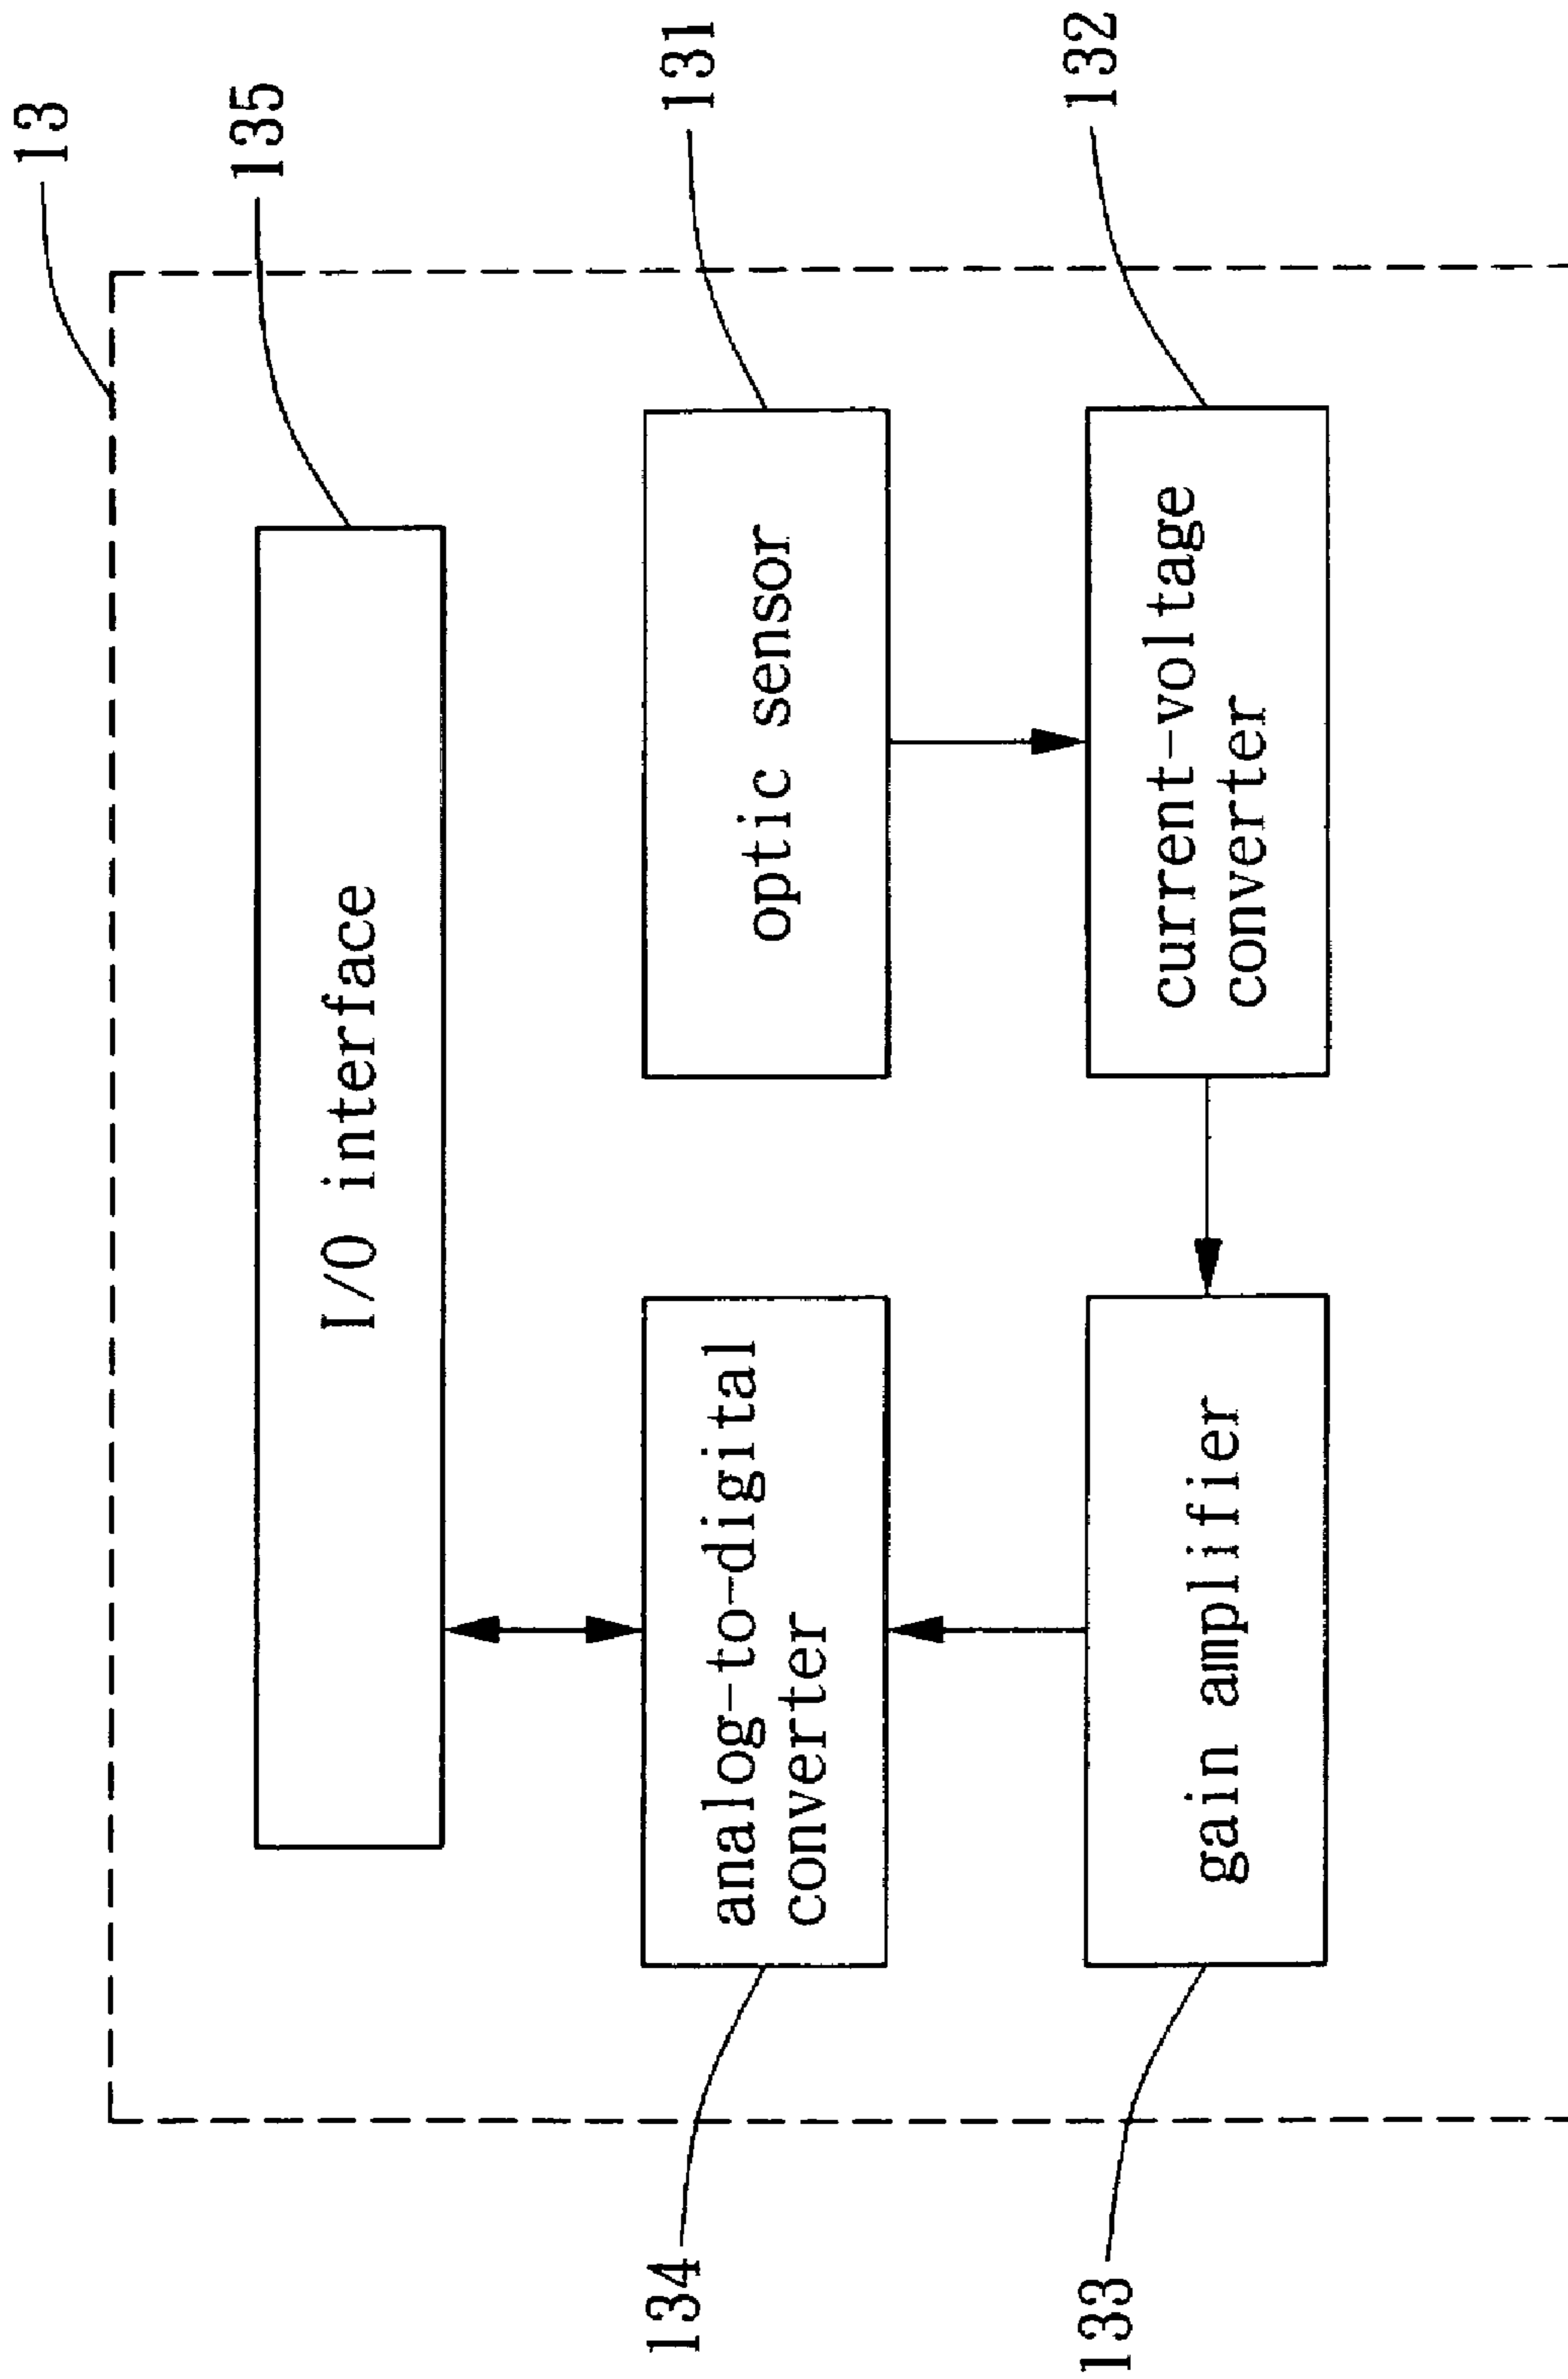 13
135
I/O interface
134
analog-to-digital
converter
optic sensor
131
133
gain amplifier
current-voltage
converter
132